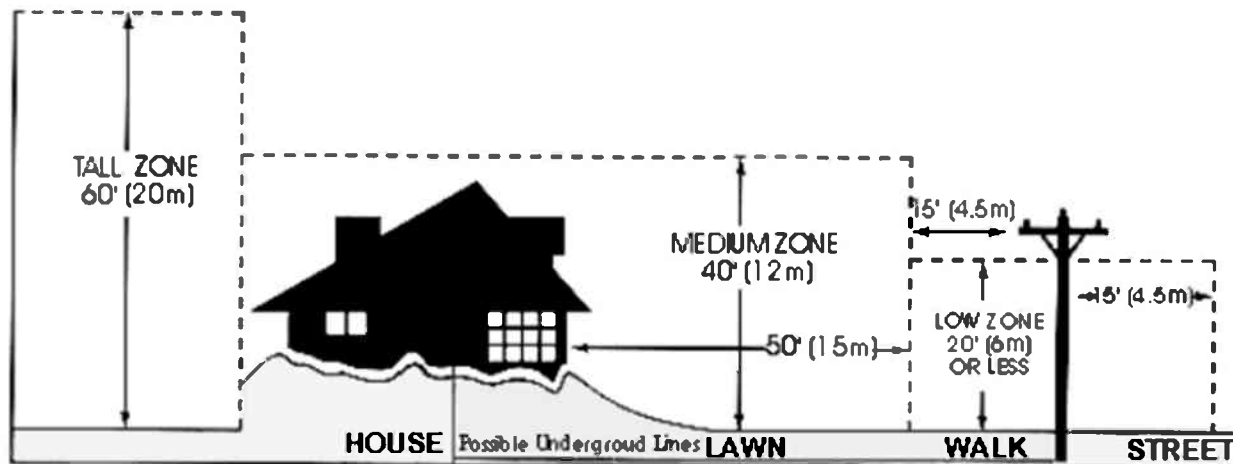 TALL ZONE
60' (20m)
MEDIUM ZONE
40' (12m)
15' (4.5m)
50' (15m)
LOW ZONE
20' (6m)
OR LESS
15' (4.5m)
HOUSE
Possible Undergroud Lines
LAWN
WALK
STREET